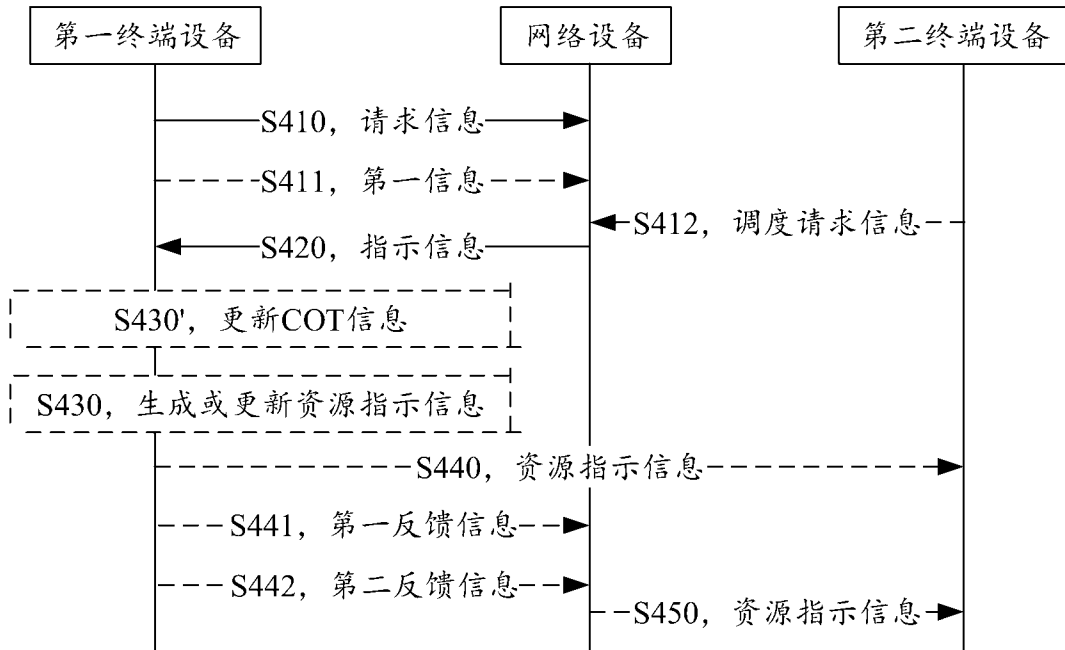 第一终端设备
网络设备
第二终端设备
S410，请求信息
S411，第一信息
S412，调度请求信息
S420，指示信息
S430'，更新COT信息
S430，生成或更新资源指示信息
S440，资源指示信息
S441，第一反馈信息
S442，第二反馈信息
S450，资源指示信息